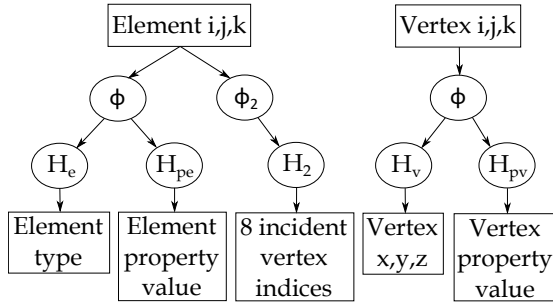 Element i,j,k
Vertex i,j,k
ϕ
ϕ₂
ϕ
Hₑ
Hₚₑ
H₂
Hᵥ
Hₚᵥ
Element
type
Element
property
value
8 incident
vertex
indices
Vertex
x,y,z
Vertex
property
value